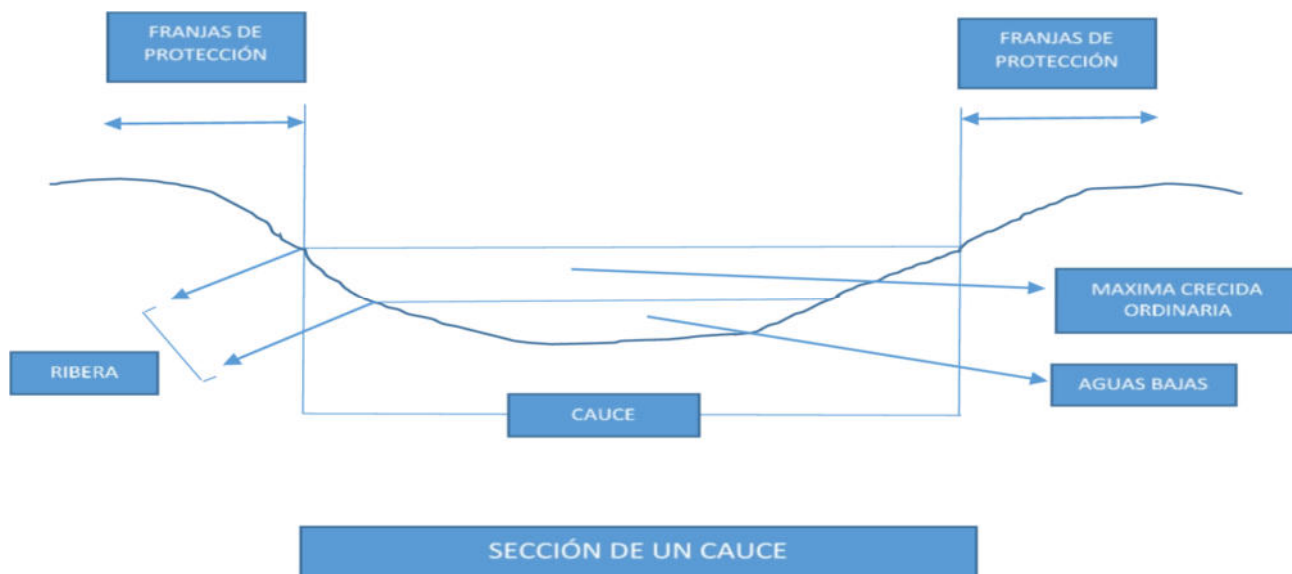 FRANJAS DE
PROTECCIÓN
FRANJAS DE
PROTECCIÓN
MAXIMA CRECIDA
ORDINARIA
RIBERA
AGUAS BAJAS
CAUCE
SECCIÓN DE UN CAUCE